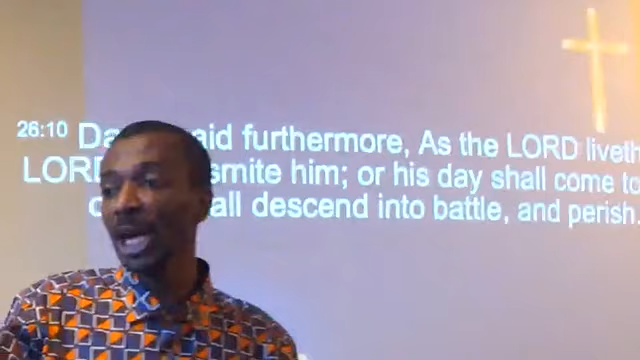 26:10 Da aid furthermore, As the LORD liveth
LORD smite him; or his day shall come to
all descend into battle, and perish.